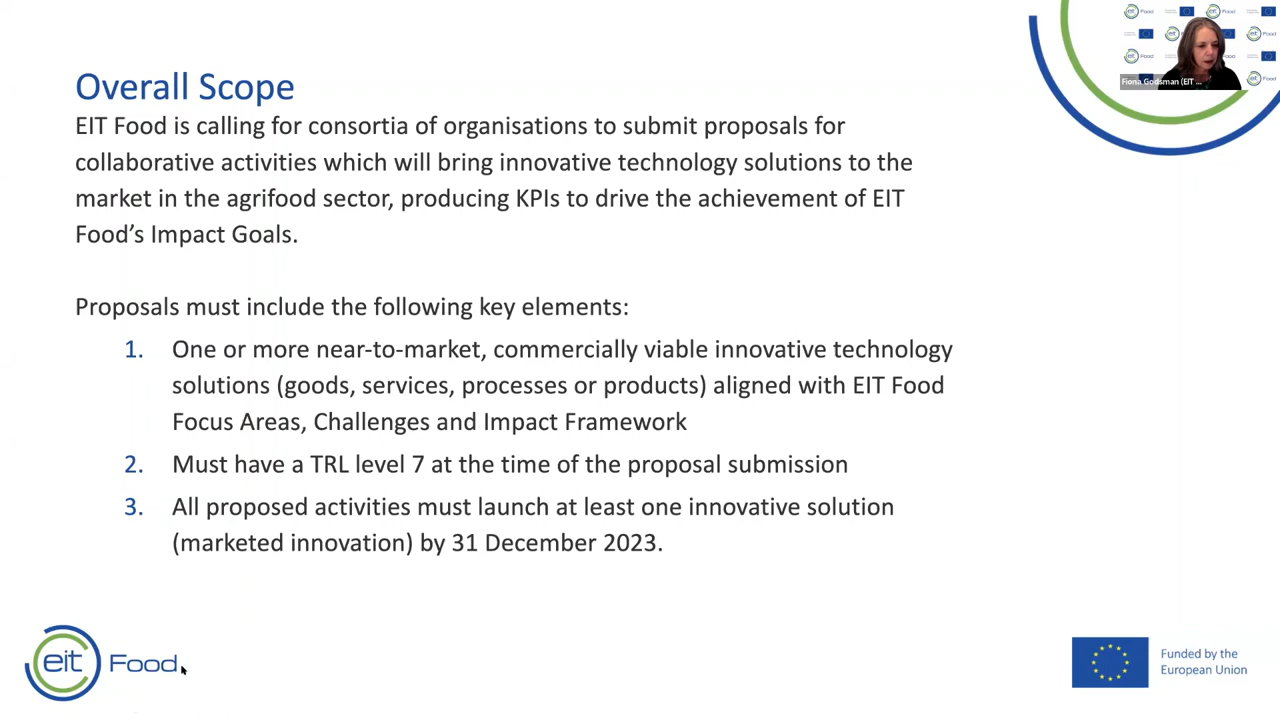 Overall Scope
EIT Food is calling for consortia of organisations to submit proposals for
collaborative activities which will bring innovative technology solutions to the
market in the agrifood sector, producing KPIs to drive the achievement of EIT
Food’s Impact Goals.
Proposals must include the following key elements:
1. One or more near-to-market, commercially viable innovative technology
solutions (goods, services, processes or products) aligned with EIT Food
Focus Areas, Challenges and Impact Framework
2. Must have a TRL level 7 at the time of the proposal submission
3. All proposed activities must launch at least one innovative solution
(marketed innovation) by 31 December 2023.
Fiona Godsman (EIT ...
eit Food
Funded by the
European Union